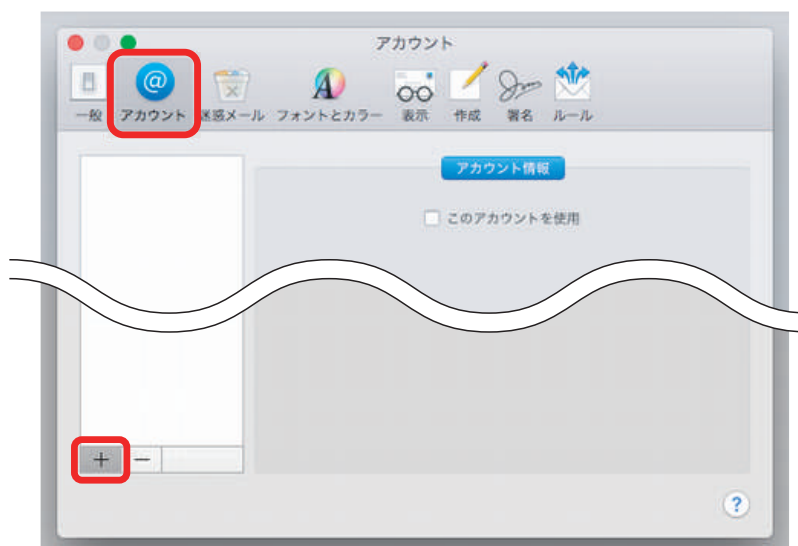 アカウント
一般 アカウント 迷惑メール フォントとカラー 表示 作成 署名 ルール
アカウント情報
このアカウントを使用
+ −
?